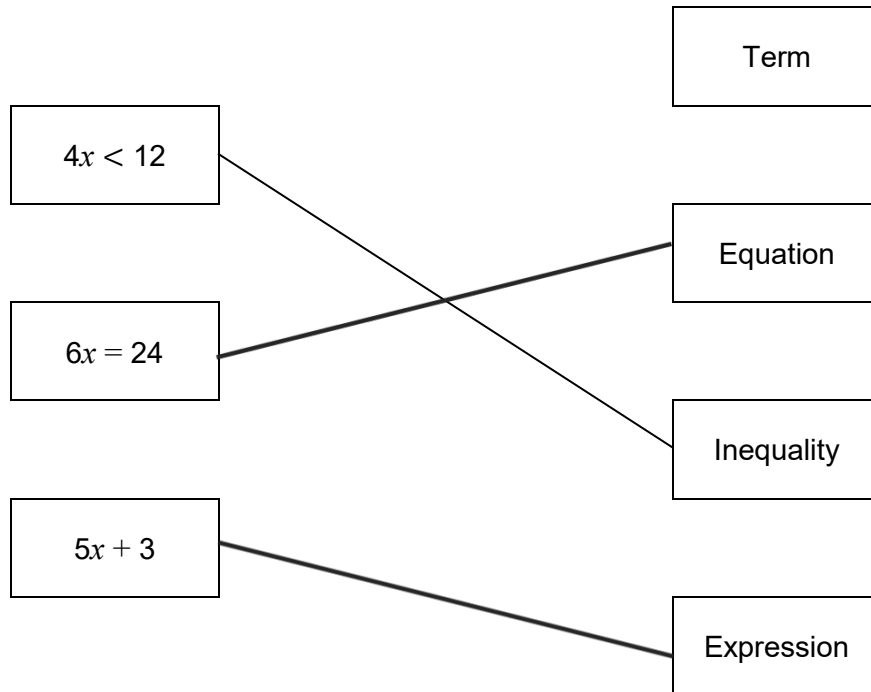 Term
4x < 12
Equation
6x = 24
Inequality
5x + 3
Expression